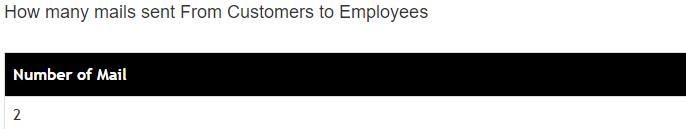 How many mails sent From Customers to Employees
Number of Mail
2